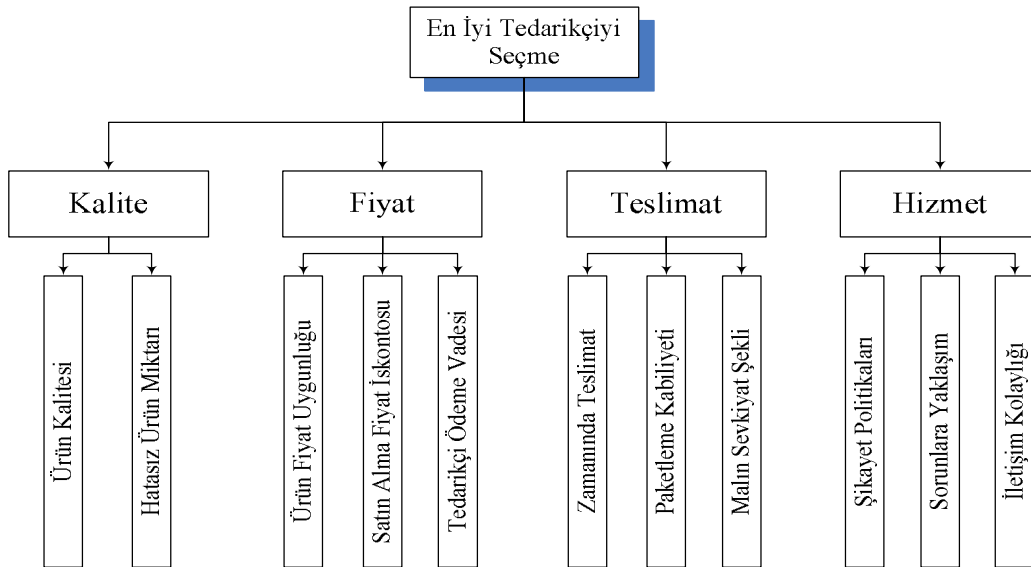 En İyi Tedarikçiyi
Seçme
Kalite
Fiyat
Teslimat
Hizmet
Ürün Kalitesi
Hatasız Ürün Miktarı
Ürün Fiyat Uygunluğu
Satın Alma Fiyat İskontosu
Tedarikçi Ödeme Vadesi
Zamanında Teslimat
Paketleme Kabiliyeti
Malın Sevkiyat Şekli
Şikayet Politikaları
Sorunlara Yaklaşım
İletişim Kolaylığı